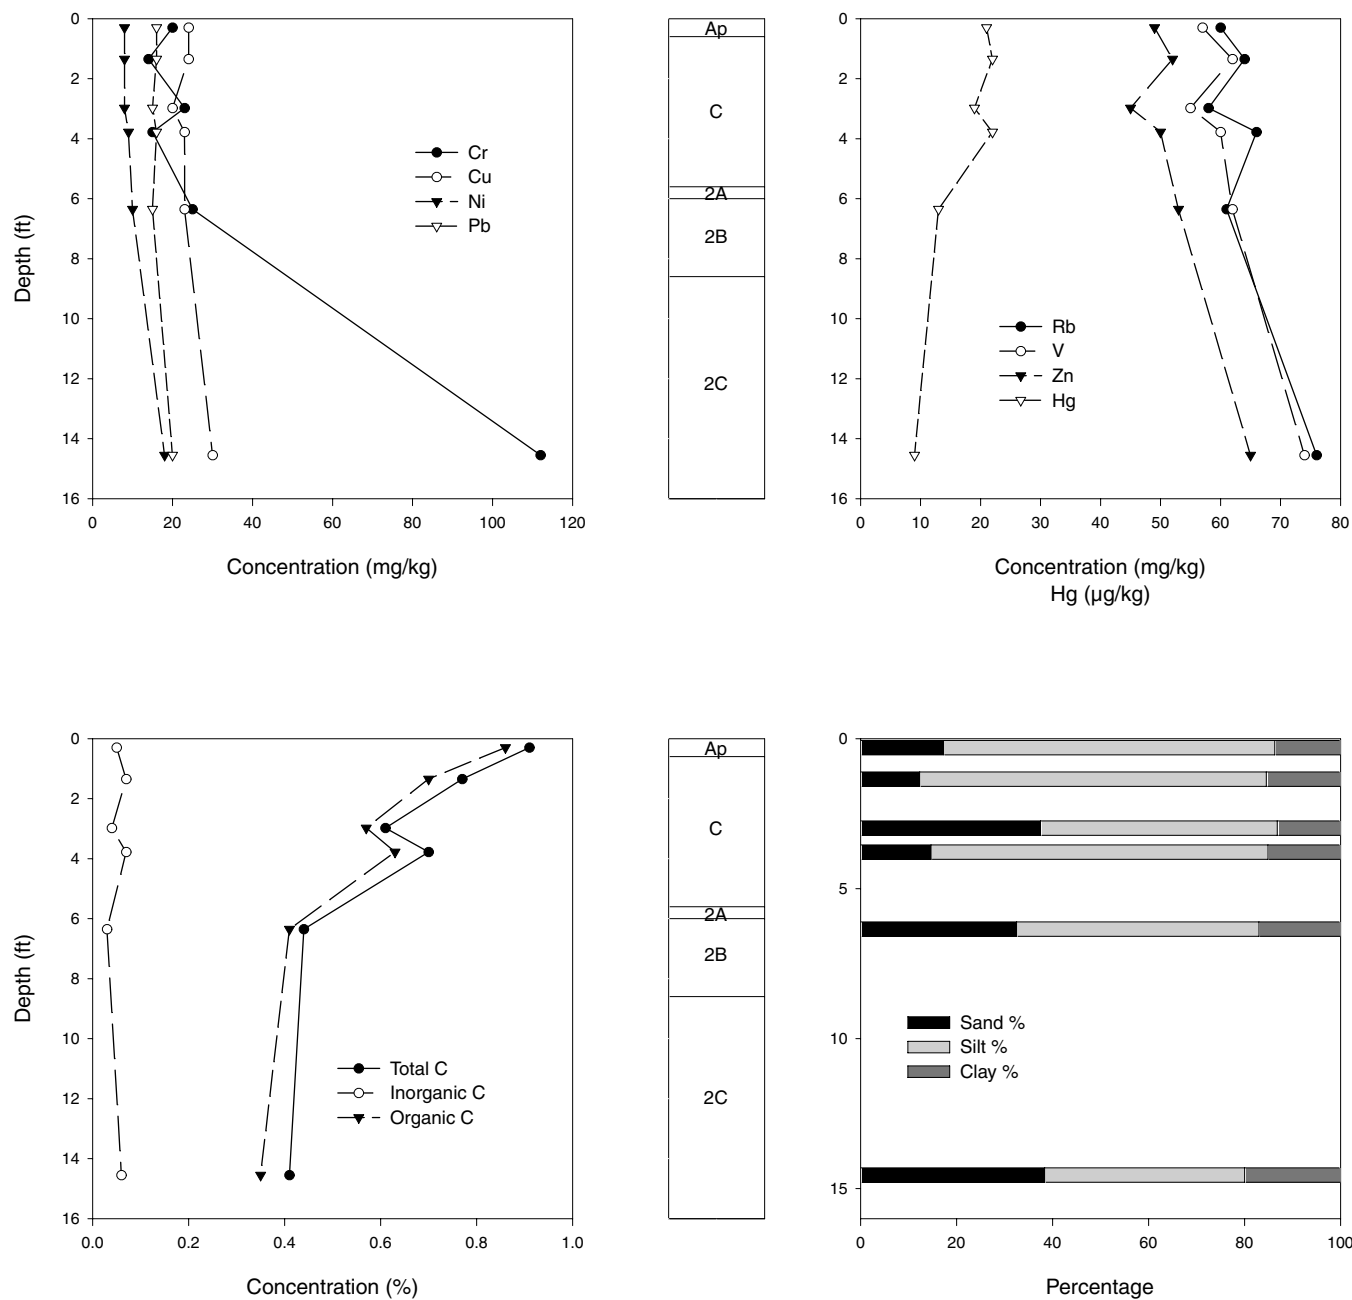 0
2
4
6
8
10
12
14
16
Depth (ft)
0 20 40 60 80 100 120
Concentration (mg/kg)
Cr
Cu
Ni
Pb
Ap
C
2A
2B
2C
0
2
4
6
8
10
12
14
16
0 10 20 30 40 50 60 70 80
Concentration (mg/kg)
Hg (µg/kg)
Rb
V
Zn
Hg
0
2
4
6
8
10
12
14
16
Depth (ft)
0.0 0.2 0.4 0.6 0.8 1.0
Concentration (%)
Total C
Inorganic C
Organic C
Ap
C
2A
2B
2C
0
5
10
15
0 20 40 60 80 100
Percentage
Sand %
Silt %
Clay %